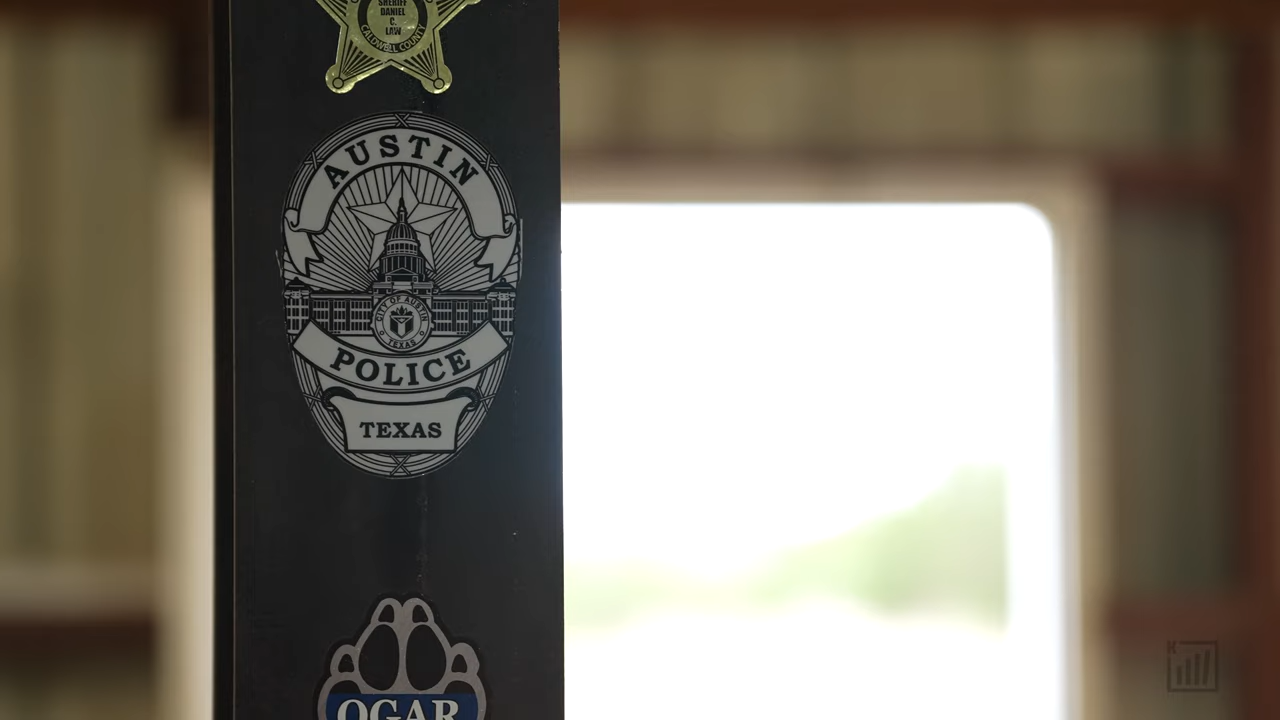 SHERIFF
DANIEL
C.
LAW
CALDWELL COUNTY
AUSTIN
CITY OF AUSTIN
TEXAS
POLICE
TEXAS
OGAR
K